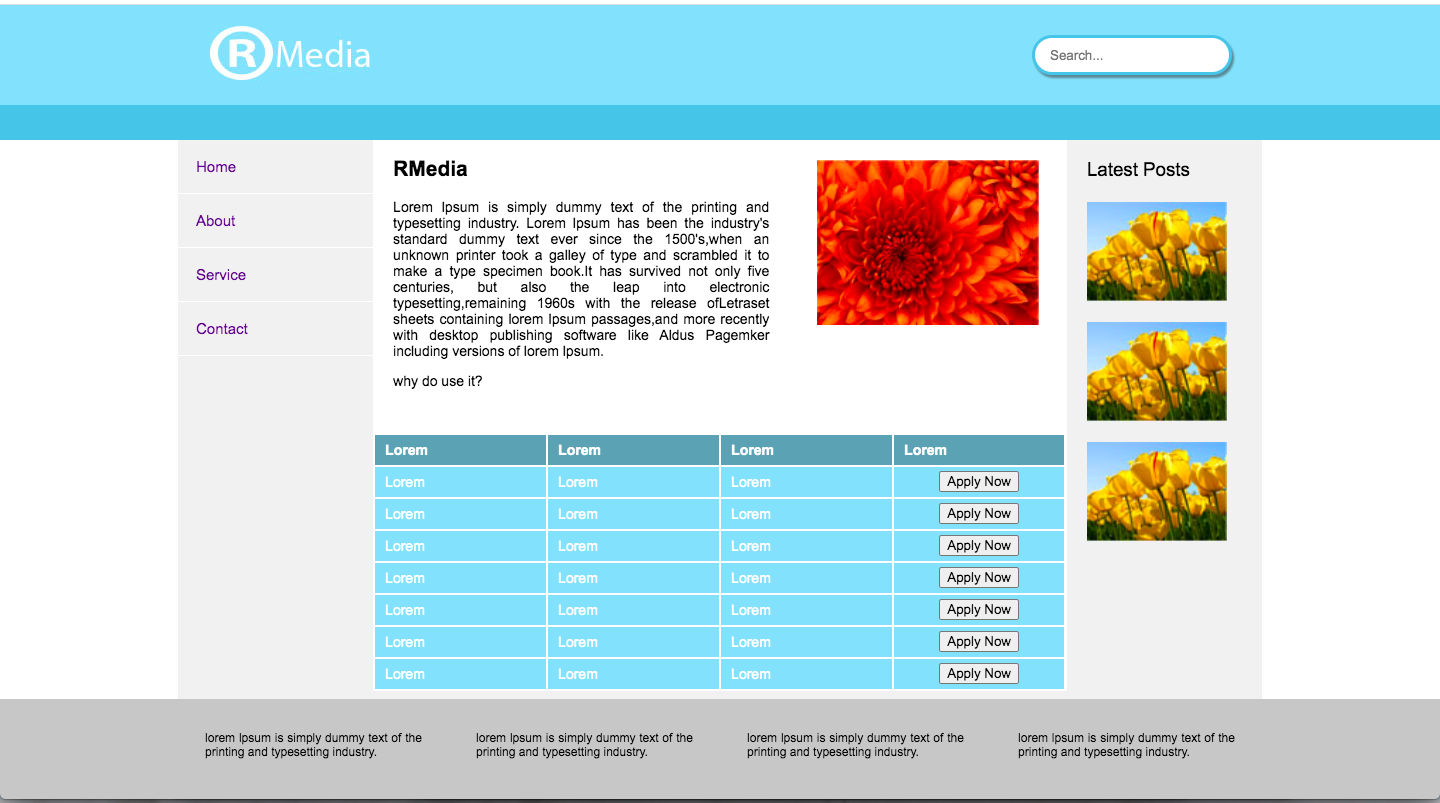 R Media
Search...
Home
About
Service
Contact
RMedia
Lorem Ipsum is simply dummy text of the printing and
typesetting industry. Lorem Ipsum has been the industry's
standard dummy text ever since the 1500's,when an
unknown printer took a galley of type and scrambled it to
make a type specimen book.It has survived not only five
centuries, but also the leap into electronic
typesetting,remaining 1960s with the release ofLetraset
sheets containing lorem Ipsum passages,and more recently
with desktop publishing software like Aldus Pagemker
including versions of lorem Ipsum.
why do use it?
Latest Posts
Lorem Lorem Lorem Lorem
Lorem Lorem Lorem Apply Now
Lorem Lorem Lorem Apply Now
Lorem Lorem Lorem Apply Now
Lorem Lorem Lorem Apply Now
Lorem Lorem Lorem Apply Now
Lorem Lorem Lorem Apply Now
Lorem Lorem Lorem Apply Now
lorem Ipsum is simply dummy text of the
printing and typesetting industry.
lorem Ipsum is simply dummy text of the
printing and typesetting industry.
lorem Ipsum is simply dummy text of the
printing and typesetting industry.
lorem Ipsum is simply dummy text of the
printing and typesetting industry.